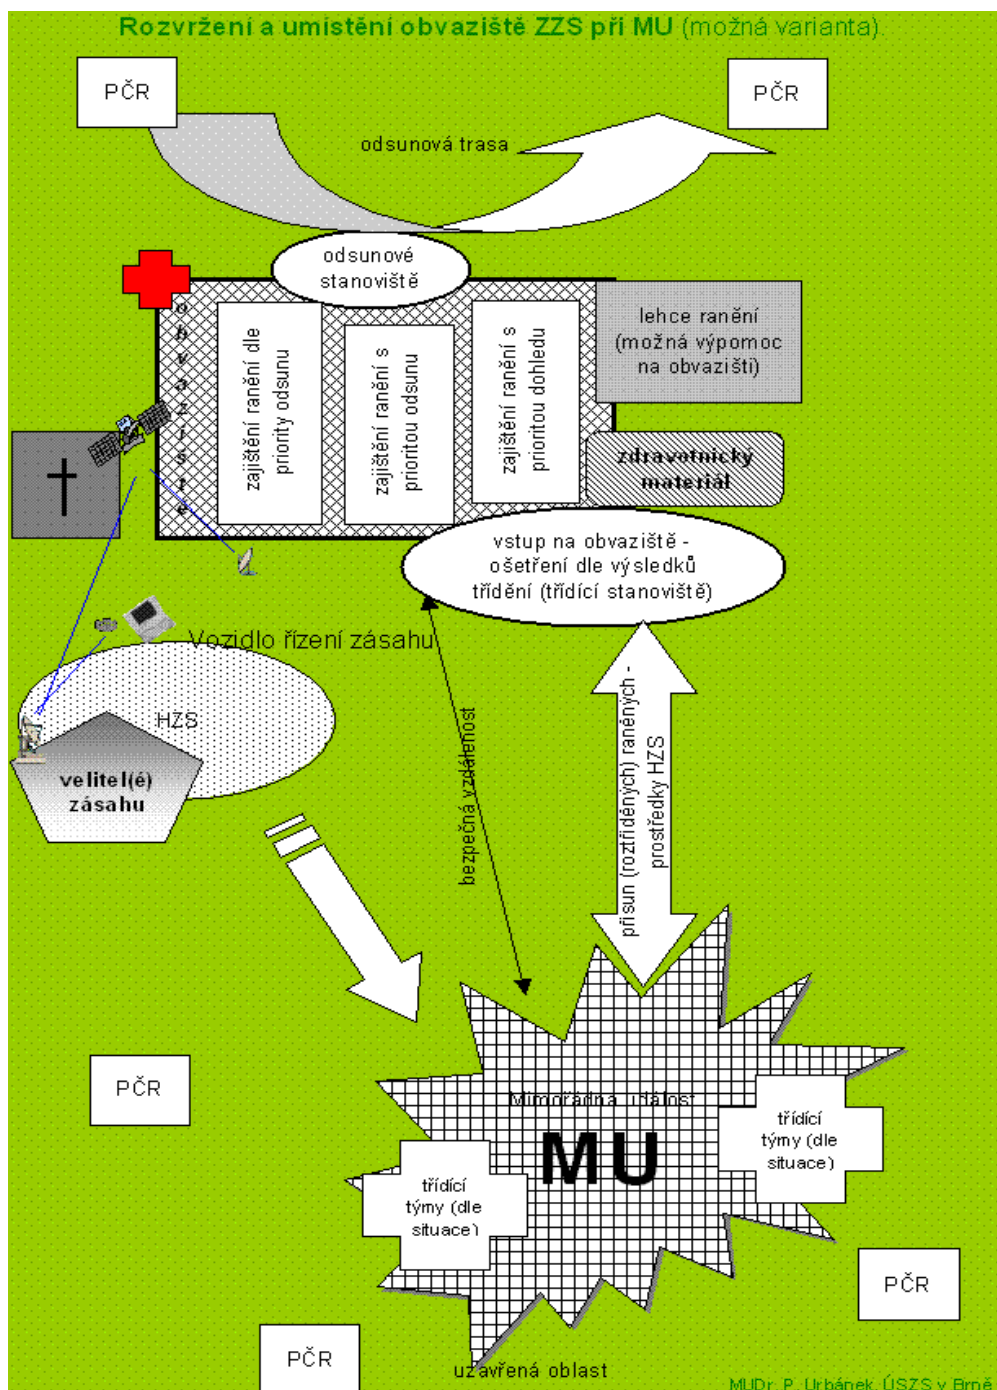 Rozvržení a umístění obvaziště ZZS při MU (možná varianta).
PČR
PČR
odsunová trasa
odsunové
stanoviště
obvaziště
zajištění ranění dle
priority odsunu
zajištění ranění s
prioritou odsunu
zajištění ranění s
prioritou dohledu
lehce ranění
(možná výpomoc
na obvazišti)
zdravotnický
materiál
vstup na obvaziště -
ošetření dle výsledků
třídění (třídící stanoviště)
Vozidlo řízení zásahu
HZS
velitel(é)
zásahu
bezpečná vzdálenost
přísun (roztříděných) raněných -
prostředky HZS
PČR
Mimořádná událost
MU
třídící
týmy (dle
situace)
třídící
týmy (dle
situace)
PČR
PČR
uzavřená oblast
MUDr. P. Urbánek, ÚSZS v Brně